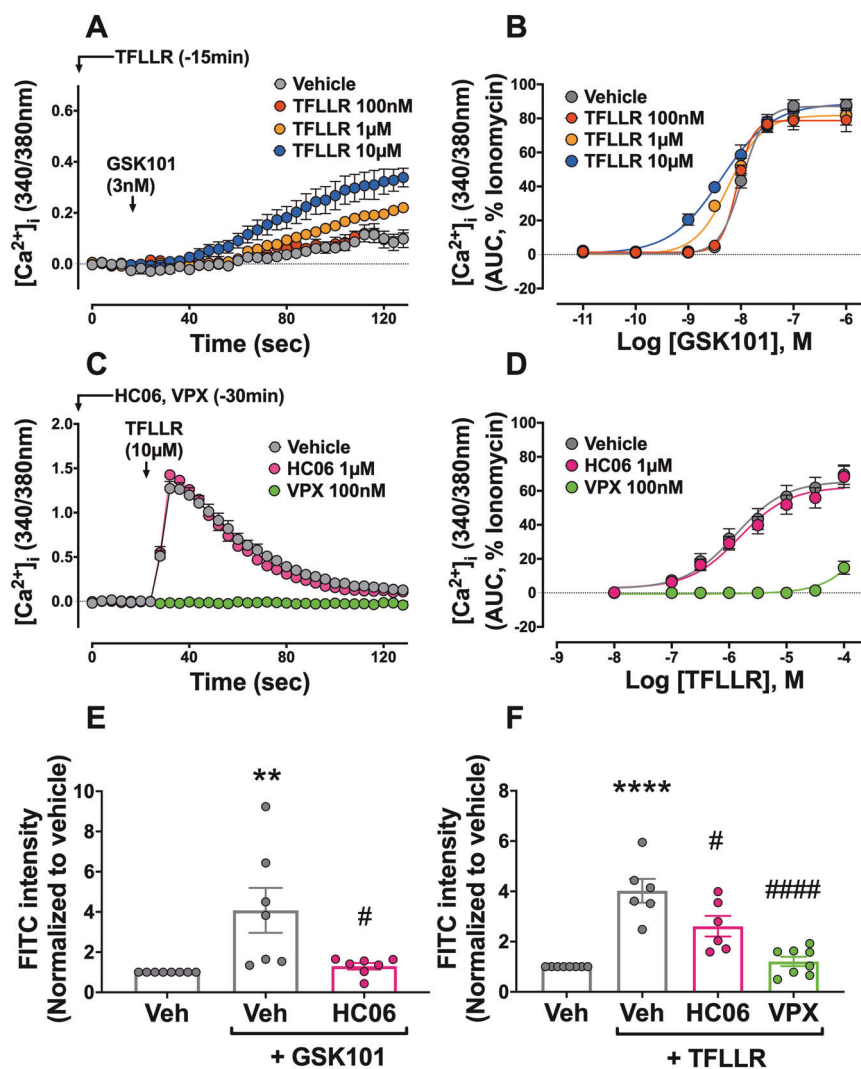 A
TFLLR (-15min)
[Ca²⁺]i (340/380nm)
0.6
0.4
0.2
0.0
GSK101
(3nM)
Vehicle
TFLLR 100nM
TFLLR 1µM
TFLLR 10µM
0 40 80 120
Time (sec)
B
[Ca²⁺]i (340/380nm)
(AUC, % Ionomycin)
100
80
60
40
20
0
20
Vehicle
TFLLR 100nM
TFLLR 1µM
TFLLR 10µM
-11 -10 -9 -8 -7 -6
Log [GSK101], M
C
HC06, VPX (-30min)
[Ca²⁺]i (340/380nm)
2.0
1.5
1.0
0.5
0.0
TFLLR
(10µM)
Vehicle
HC06 1µM
VPX 100nM
0 40 80 120
Time (sec)
D
[Ca²⁺]i (340/380nm)
(AUC, % Ionomycin)
100
80
60
40
20
0
20
Vehicle
HC06 1µM
VPX 100nM
-9 -8 -7 -6 -5 -4
Log [TFLLR], M
E
FITC intensity
(Normalized to vehicle)
10
8
6
4
2
0
**
#
Veh Veh HC06
+ GSK101
F
FITC intensity
(Normalized to vehicle)
8
6
4
2
0
****
#
####
Veh Veh HC06 VPX
+ TFLLR